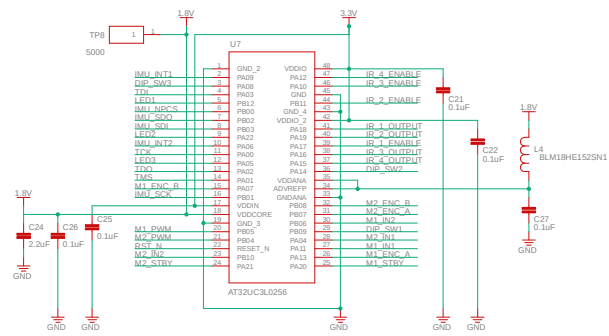 1.8V
3.3V
TP8
1
1
5000
U7
1 GND_2 VDDIO 48
IMU_INT1 2 PA09 PA12 47 IR_4_ENABLE
DIP_SW3 3 PA08 PA10 46 IR_3_ENABLE
TDI 4 PA03 GND 45
LED1 5 PB12 PB11 44 IR_2_ENABLE
IMU_NPCS 6 PB00 GND_4 43
IMU_SDO 7 PB02 VDDIO_2 42
IMU_SDI 8 PB03 PA18 41 IR_1_OUTPUT
LED2 9 PA22 PA19 40 IR_2_OUTPUT
IMU_INT2 10 PA06 PA17 39 IR_1_ENABLE
TCK 11 PA00 PA16 38 IR_3_OUTPUT
LED3 12 PA05 PA15 37 IR_4_OUTPUT
TDO 13 PA02 PA14 36 DIP_SW2
TMS 14 PA01 VDDANA 35
M1_ENC_B 15 PA07 ADVREFP 34
IMU_SCK 16 PB01 GNDANA 33
17 VDDIN PB08 32 M2_ENC_B
18 VDDCORE PB07 31 M2_ENC_A
19 GND_3 PB06 30 M1_IN2
M1_PWM 20 PB05 PB09 29 DIP_SW1
M2_PWM 21 PB04 PA04 28 M2_IN1
RST_N 22 RESET_N PA11 27 M1_IN1
M2_IN2 23 PB10 PA13 26 M1_ENC_A
M2_STBY 24 PA21 PA20 25 M1_STBY
AT32UC3L0256
C21
0.1uF
C22
0.1uF
1.8V
L4
BLM18HE152SN1
C27
0.1uF
GND
1.8V
C24
2.2uF
C26
0.1uF
C25
0.1uF
GND
GND
GND
GND
GND
GND